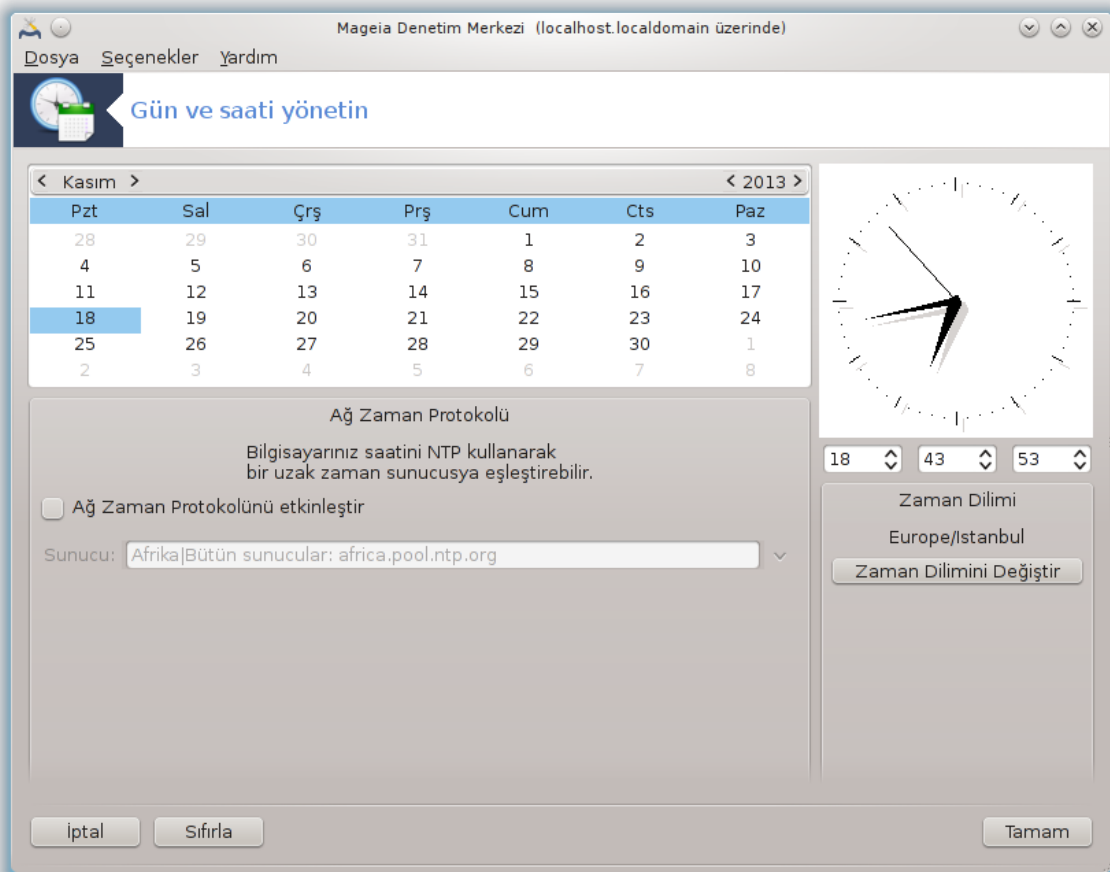 Mageia Denetim Merkezi (localhost.localdomain üzerinde)
Dosya Seçenekler Yardım
Gün ve saati yönetin
< Kasım > < 2013 >
Pzt Sal Çrş Prş Cum Cts Paz
28 29 30 31 1 2 3
4 5 6 7 8 9 10
11 12 13 14 15 16 17
18 19 20 21 22 23 24
25 26 27 28 29 30 1
2 3 4 5 6 7 8
18 43 53
Ağ Zaman Protokolü
Bilgisayarınız saatini NTP kullanarak
bir uzak zaman sunucusya eşleştirebilir.
Ağ Zaman Protokolünü etkinleştir
Sunucu: Afrika|Bütün sunucular: africa.pool.ntp.org
Zaman Dilimi
Europe/Istanbul
Zaman Dilimini Değiştir
İptal Sıfırla Tamam